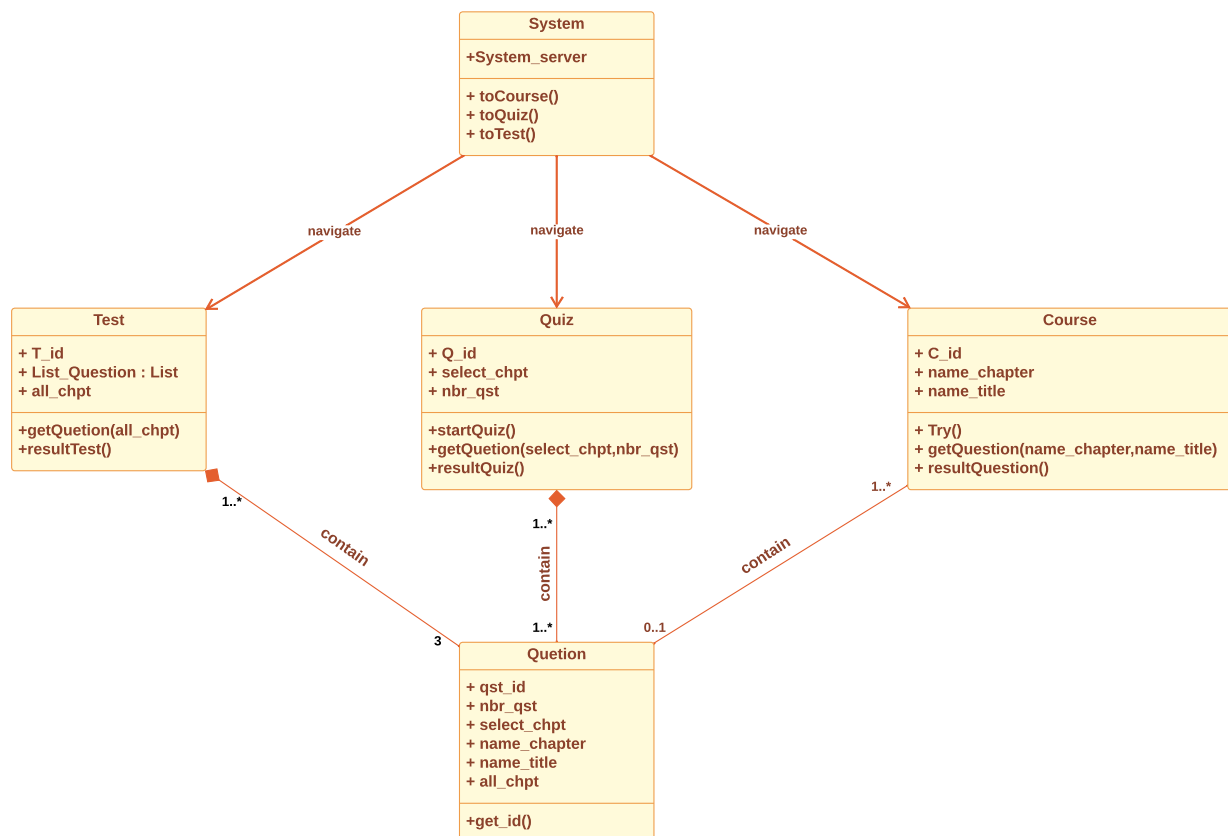 System
+System_server
+ toCourse()
+ toQuiz()
+ toTest()
navigate
navigate
navigate
Test
+ T_id
+ List_Question : List
+ all_chpt
+getQuetion(all_chpt)
+resultTest()
Quiz
+ Q_id
+ select_chpt
+ nbr_qst
+startQuiz()
+getQuetion(select_chpt,nbr_qst)
+resultQuiz()
Course
+ C_id
+ name_chapter
+ name_title
+ Try()
+ getQuestion(name_chapter,name_title)
+ resultQuestion()
1..*
contain
3
1..*
contain
1..*
1..*
contain
0..1
Quetion
+ qst_id
+ nbr_qst
+ select_chpt
+ name_chapter
+ name_title
+ all_chpt
+get_id()